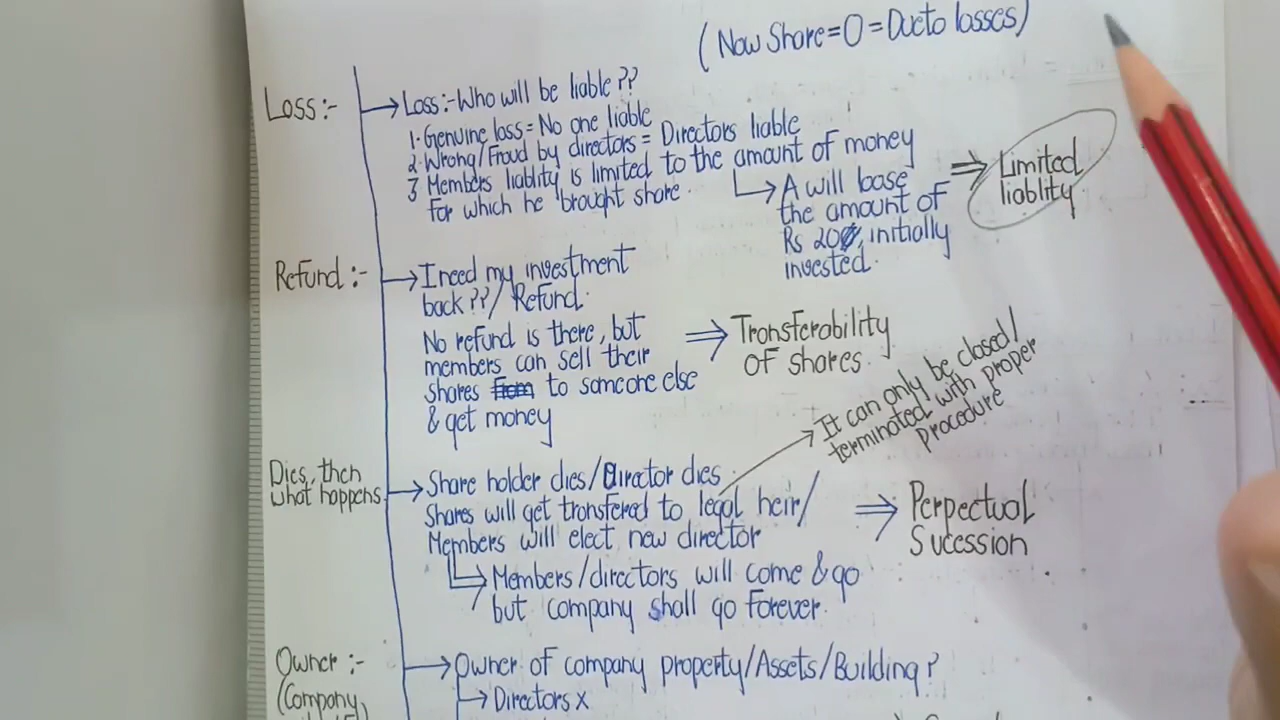 (Now Share=0=Due to losses)
Loss:-
Loss:-Who will be liable??
1. Genuine loss = No one liable
2. Wrong/Fraud by directors = Directors liable
3 Members liablity is limited to the amount of money
for which he brought share.
A will lose
the amount of
Rs 200, initially
invested.
⇒ Limited
liablity
Refund :-
I need my investment
back??/ Refund.
No refund is there, but
members can sell their
shares from to someone else
& get money
⇒ Transferability
of shares.
It can only be closed/
terminated with proper
procedure
Dies, then
what happens
Share holder dies/Director dies
Shares will get transfered to legal heir/
Members will elect new director
⇒ Perpectual
Sucession
Members/directors will come & go
but company shall go forever.
Owner :-
(Company
Owner of company property/Assets/Building?
Directors x